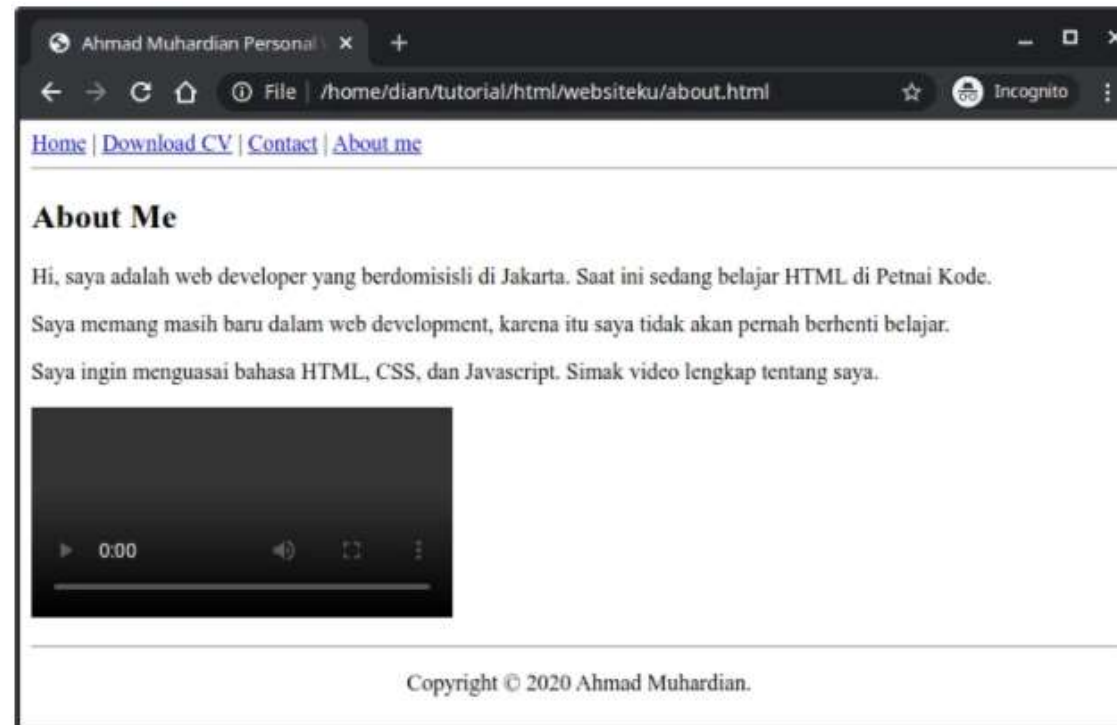 Ahmad Muhardian Personal
File | /home/dian/tutorial/html/websiteku/about.html
Incognito
Home | Download CV | Contact | About me
About Me
Hi, saya adalah web developer yang berdomisisli di Jakarta. Saat ini sedang belajar HTML di Petnai Kode.
Saya memang masih baru dalam web development, karena itu saya tidak akan pernah berhenti belajar.
Saya ingin menguasai bahasa HTML, CSS, dan Javascript. Simak video lengkap tentang saya.
0:00
Copyright © 2020 Ahmad Muhardian.